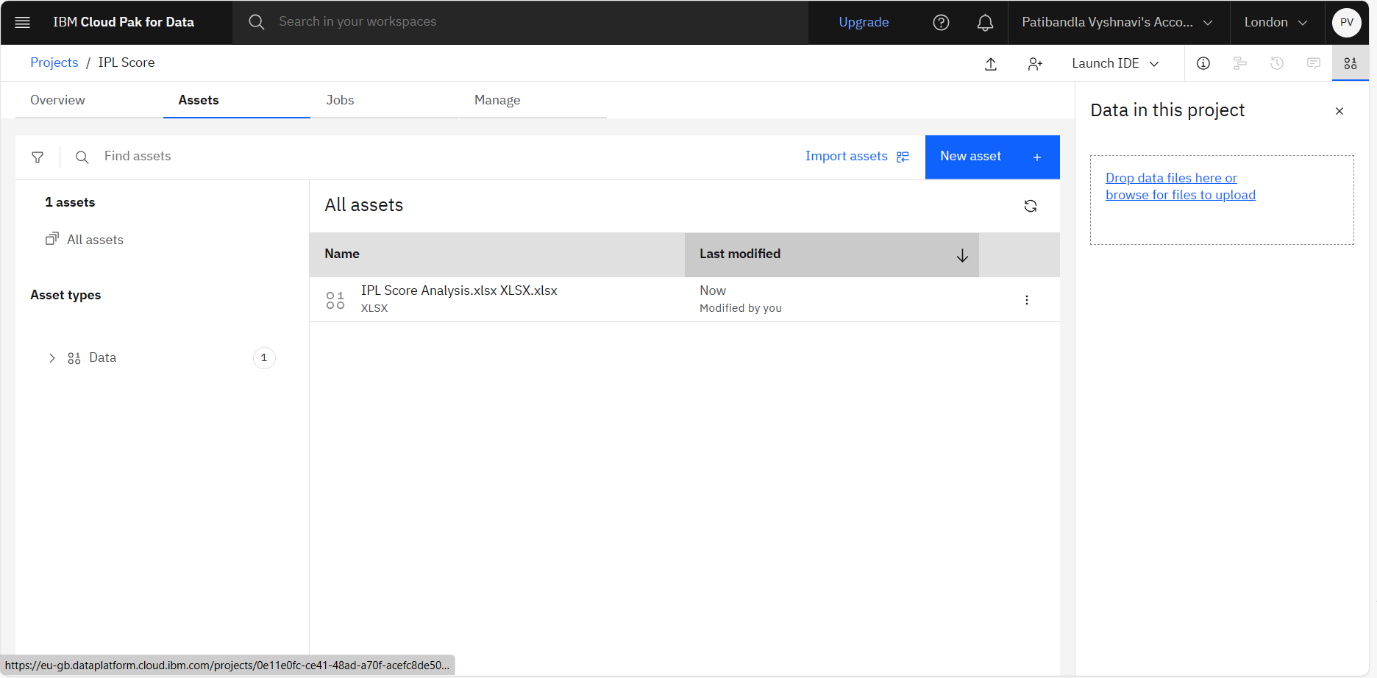 IBM Cloud Pak for Data
Search in your workspaces
Upgrade
Patibandla Vyshnavi's Acco...
London
PV
Projects / IPL Score
Launch IDE
Overview
Assets
Jobs
Manage
Data in this project
Find assets
Import assets
New asset +
Drop data files here or
browse for files to upload
1 assets
All assets
All assets
Name
Last modified
Asset types
IPL Score Analysis.xlsx XLSX.xlsx
XLSX
Now
Modified by you
Data
1
https://eu-gb.dataplatform.cloud.ibm.com/projects/0e11e0fc-ce41-48ad-a70f-acefc8de50...